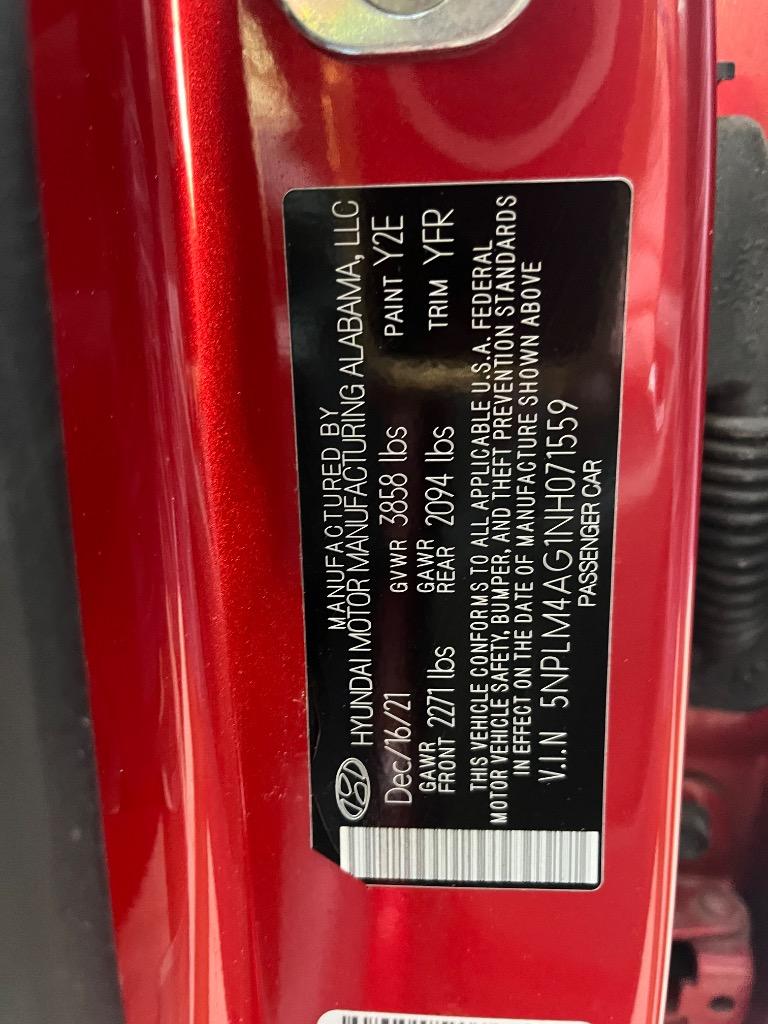 MANUFACTURED BY
HYUNDAI MOTOR MANUFACTURING ALABAMA, LLC
Dec/16/21 GVWR 3858 lbs PAINT Y2E
GAWR FRONT 2271 lbs GAWR REAR 2094 lbs TRIM YFR
THIS VEHICLE CONFORMS TO ALL APPLICABLE U.S.A. FEDERAL
MOTOR VEHICLE SAFETY, BUMPER, AND THEFT PREVENTION STANDARDS
IN EFFECT ON THE DATE OF MANUFACTURE SHOWN ABOVE
V.I.N 5NPLM4AG1NH071559
PASSENGER CAR